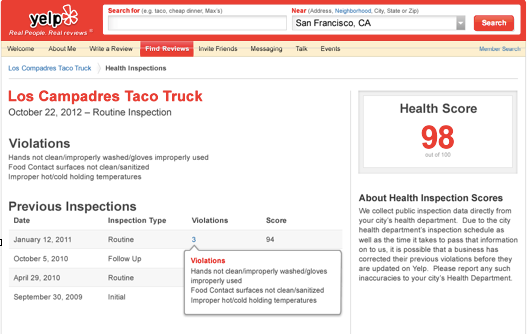 yelp
Real People. Real reviews.®
Search for (e.g. taco, cheap dinner, Max's)
Near (Address, Neighborhood, City, State or Zip)
San Francisco, CA
Search
Welcome About Me Write a Review Find Reviews Invite Friends Messaging Talk Events Member Search
Los Compadres Taco Truck Health Inspections
Los Campadres Taco Truck
October 22, 2012 – Routine Inspection
Violations
Hands not clean/improperly washed/gloves improperly used
Food Contact surfaces not clean/sanitized
Improper hot/cold holding temperatures
Previous Inspections
Date Inspection Type Violations Score
January 12, 2011 Routine 3 94
October 5, 2010 Follow Up
April 29, 2010 Routine
September 30, 2009 Initial
Violations
Hands not clean/improperly washed/gloves
improperly used
Food Contact surfaces not clean/sanitized
Improper hot/cold holding temperatures
Health Score
98
out of 100
About Health Inspection Scores
We collect public inspection data directly from
your city's health department. Due to the city
health department's inspection schedule as
well as the time it takes to pass that information
on to us, it is possible that a business has
corrected their previous violations before they
are updated on Yelp. Please report any such
inaccuracies to your city's Health Department.